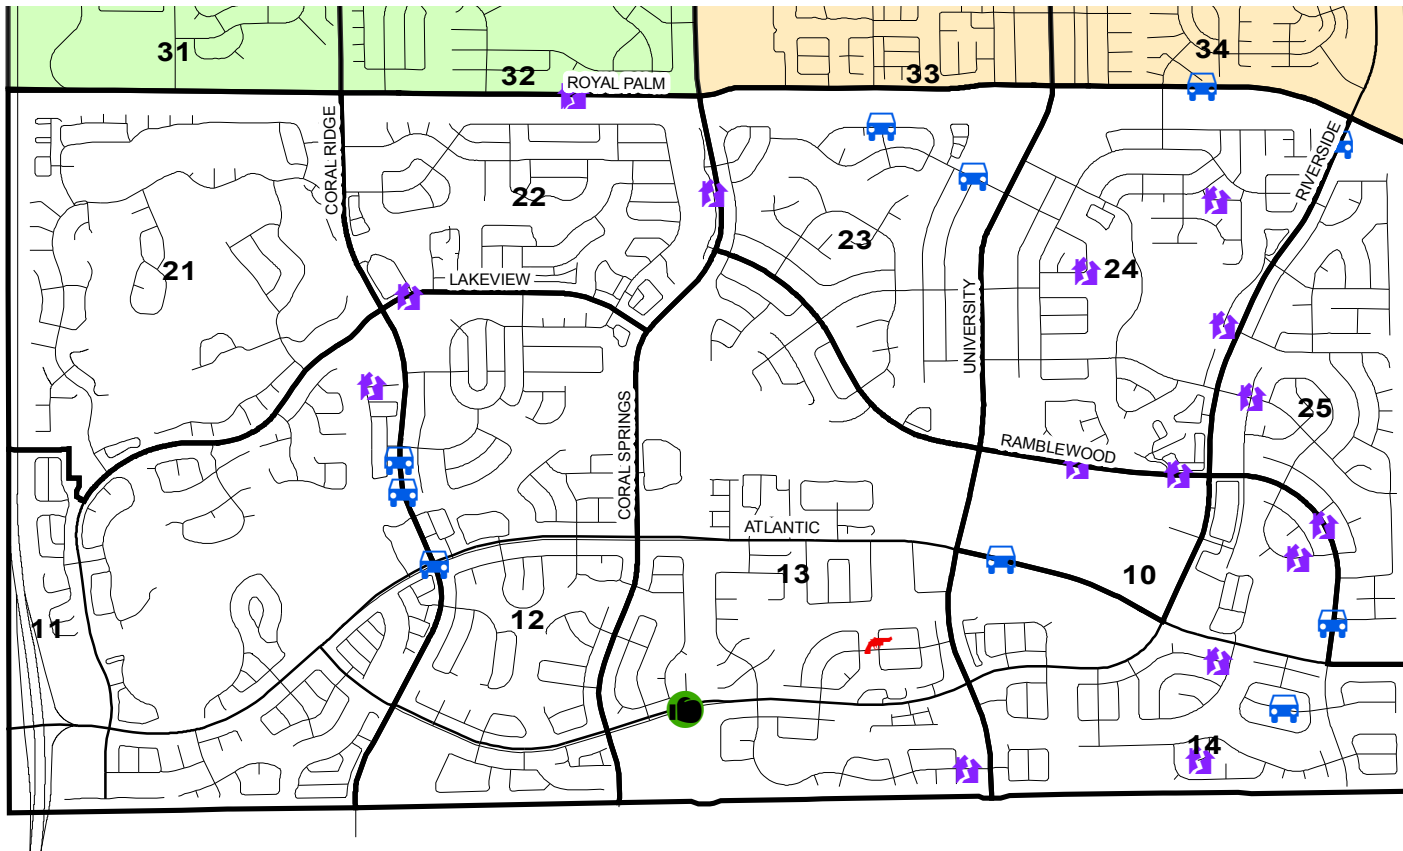 31
32
33
34
ROYAL PALM
CORAL RIDGE
RIVERSIDE
22
23
21
24
LAKEVIEW
UNIVERSITY
CORAL SPRINGS
25
RAMBLEWOOD
ATLANTIC
13
10
11
12
14